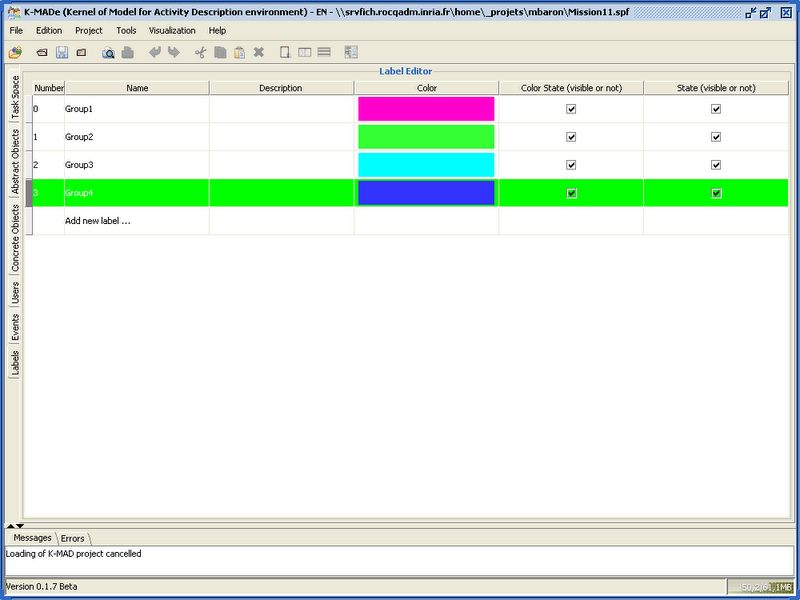 K-MADe (Kernel of Model for Activity Description environment) - EN - \\srvfich.rocqadm.inria.fr\home\_projets\mbaron\Mission11.spf
File Edition Project Tools Visualization Help
Label Editor
Number Name Description Color Color State (visible or not) State (visible or not)
0 Group1
1 Group2
2 Group3
3 Group4
Add new label ...
Task Space
Abstract Objects
Concrete Objects
Users
Events
Labels
Messages Errors
Loading of K-MAD project cancelled
Version 0.1.7 Beta